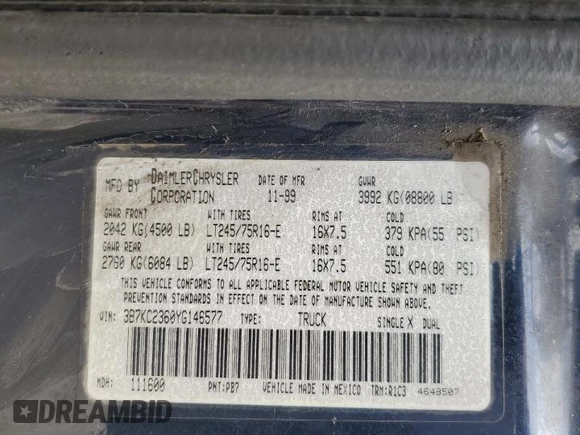 MFD BY DAIMLERCHRYSLER CORPORATION DATE OF MFR 11-99 GVWR 3992 KG(08800 LB
GAWR FRONT WITH TIRES RIMS AT COLD
2042 KG(4500 LB) LT245/75R16-E 16X7.5 379 KPA(55 PSI)
GAWR REAR WITH TIRES RIMS AT COLD
2760 KG(6084 LB) LT245/75R16-E 16X7.5 551 KPA(80 PSI)
THIS VEHICLE CONFORMS TO ALL APPLICABLE FEDERAL MOTOR VEHICLE SAFETY AND THEFT
PREVENTION STANDARDS IN EFFECT ON THE DATE OF MANUFACTURE SHOWN ABOVE.
VIN: 3B7KC2360YG146577 TYPE: TRUCK SINGLE X DUAL
MDH: 111600 PNT:PB7 VEHICLE MADE IN MEXICO TRM:R1C3 4648507
DREAMBID